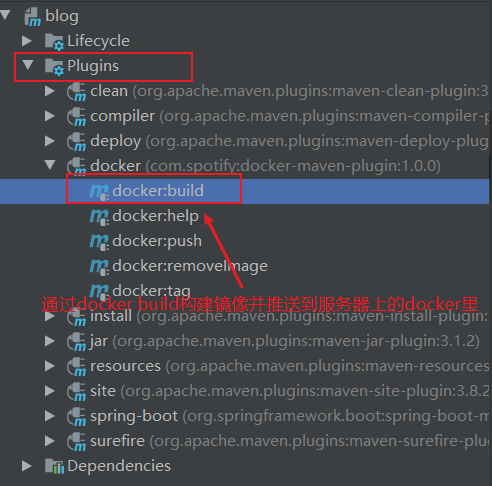 blog
Lifecycle
Plugins
clean (org.apache.maven.plugins:maven-clean-plugin:3
compiler (org.apache.maven.plugins:maven-compiler-p
deploy (org.apache.maven.plugins:maven-deploy-plug
docker (com.spotify:docker-maven-plugin:1.0.0)
docker:build
docker:help
docker:push
docker:removeImage
docker:tag
通过docker build构建镜像并推送到服务器上的docker里
install (org.apache.maven.plugins:maven-install-plugin:
jar (org.apache.maven.plugins:maven-jar-plugin:3.1.2)
resources (org.apache.maven.plugins:maven-resources
site (org.apache.maven.plugins:maven-site-plugin:3.8.2
spring-boot (org.springframework.boot:spring-boot-m
surefire (org.apache.maven.plugins:maven-surefire-plu
Dependencies